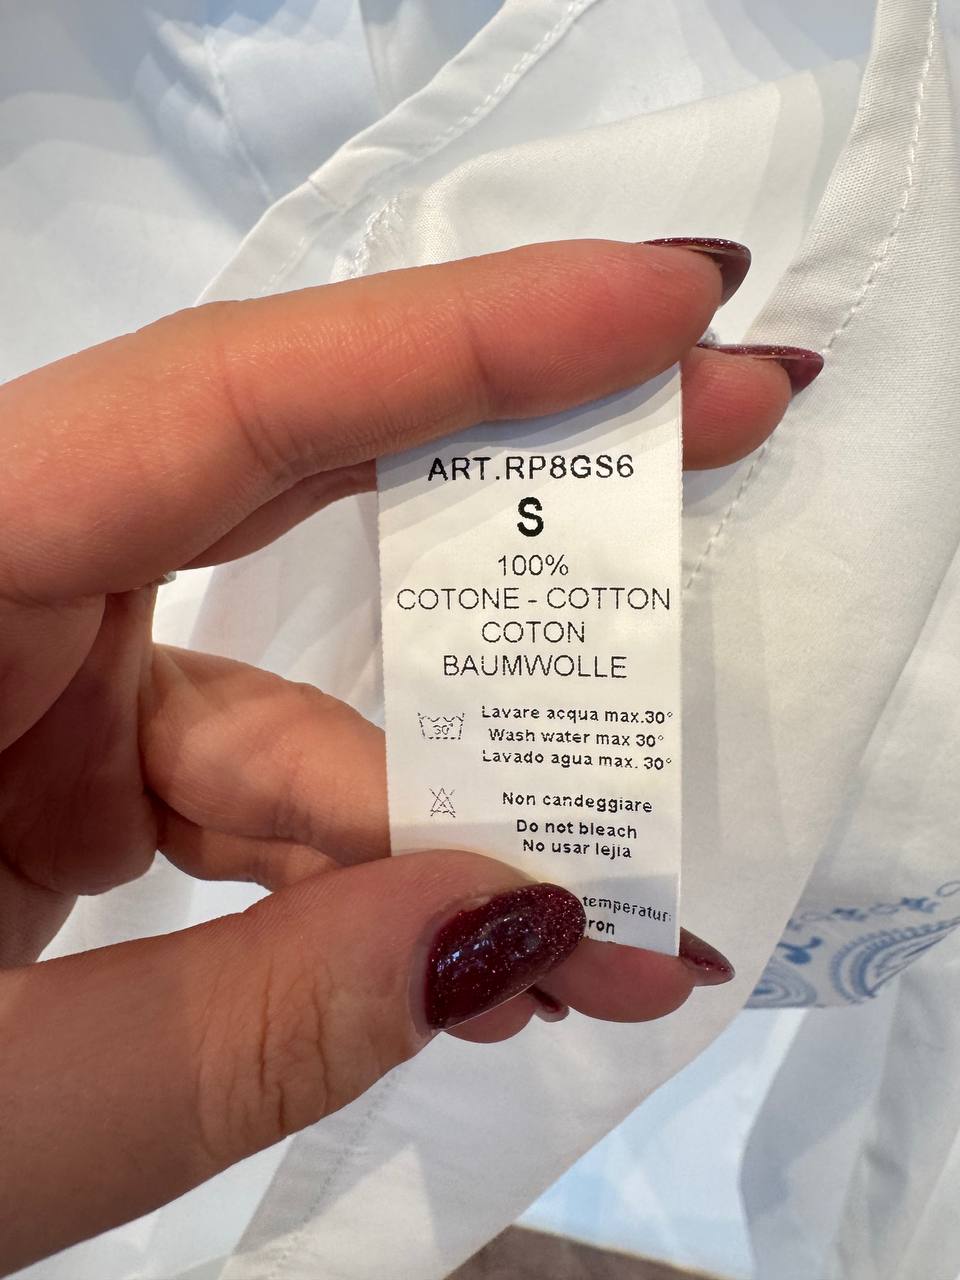 ART.RP8GS6
S
100%
COTONE - COTTON
COTON
BAUMWOLLE
30°
Lavare acqua max.30°
Wash water max 30°
Lavado agua max. 30°
Non candeggiare
Do not bleach
No usar lejia